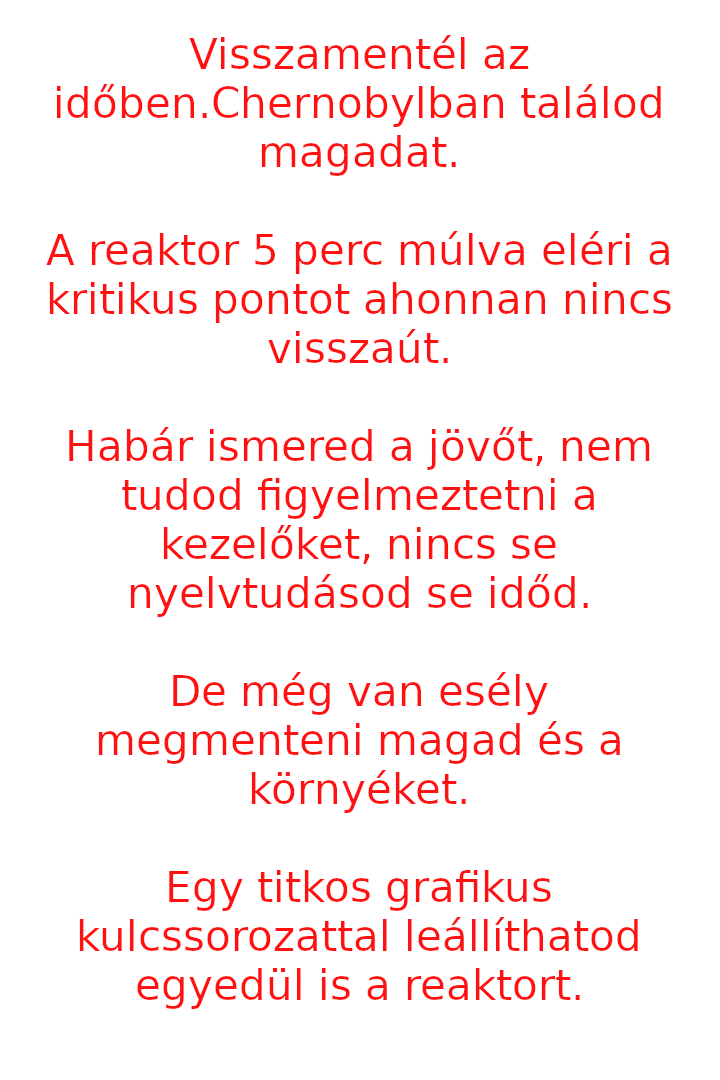 Visszamentél az
időben.Chernobylban találod
magadat.
A reaktor 5 perc múlva eléri a
kritikus pontot ahonnan nincs
visszaút.
Habár ismered a jövőt, nem
tudod figyelmeztetni a
kezelőket, nincs se
nyelvtudásod se időd.
De még van esély
megmenteni magad és a
környéket.
Egy titkos grafikus
kulcssorozattal leállíthatod
egyedül is a reaktort.